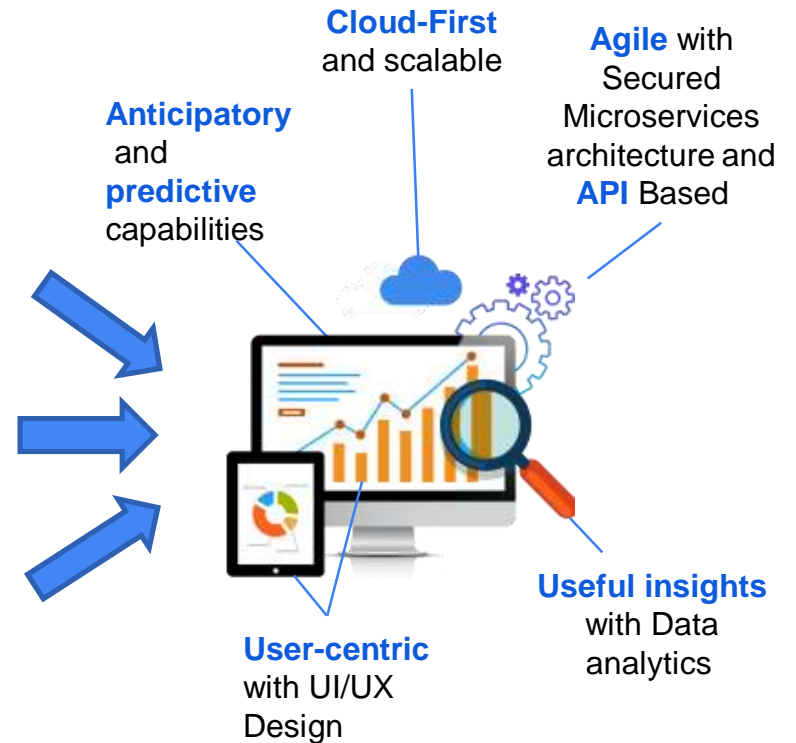 Cloud-First
and scalable
Agile with
Secured
Microservices
architecture and
API Based
Anticipatory
and
predictive
capabilities
Useful insights
with Data
analytics
User-centric
with UI/UX
Design